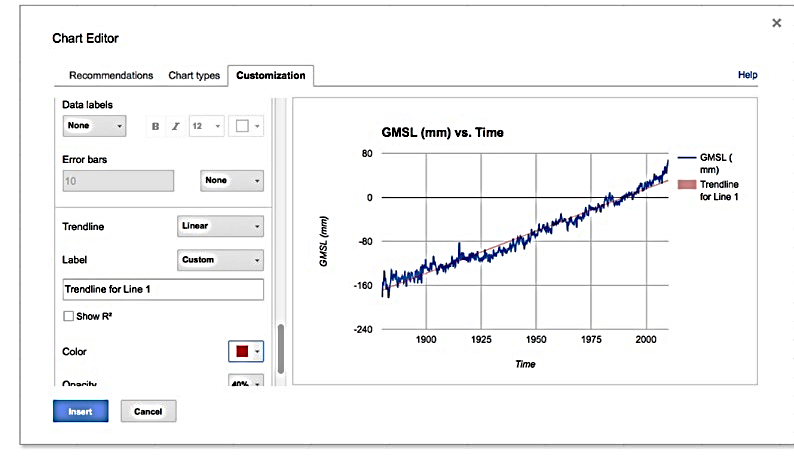 ×
Chart Editor
Recommendations Chart types Customization Help
Data labels
None B I 12
Error bars
10 None
Trendline Linear
Label Custom
Trendline for Line 1
Show R²
Color
Opacity 40%
Insert Cancel
GMSL (mm) vs. Time
80
0
-80
-160
-240
GMSL (mm)
1900 1925 1950 1975 2000
Time
GMSL (
mm)
Trendline
for Line 1